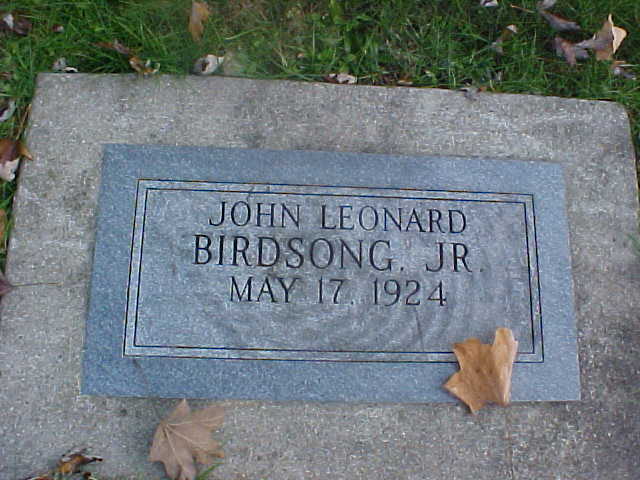 JOHN LEONARD
BIRDSONG, JR.
MAY 17, 1924